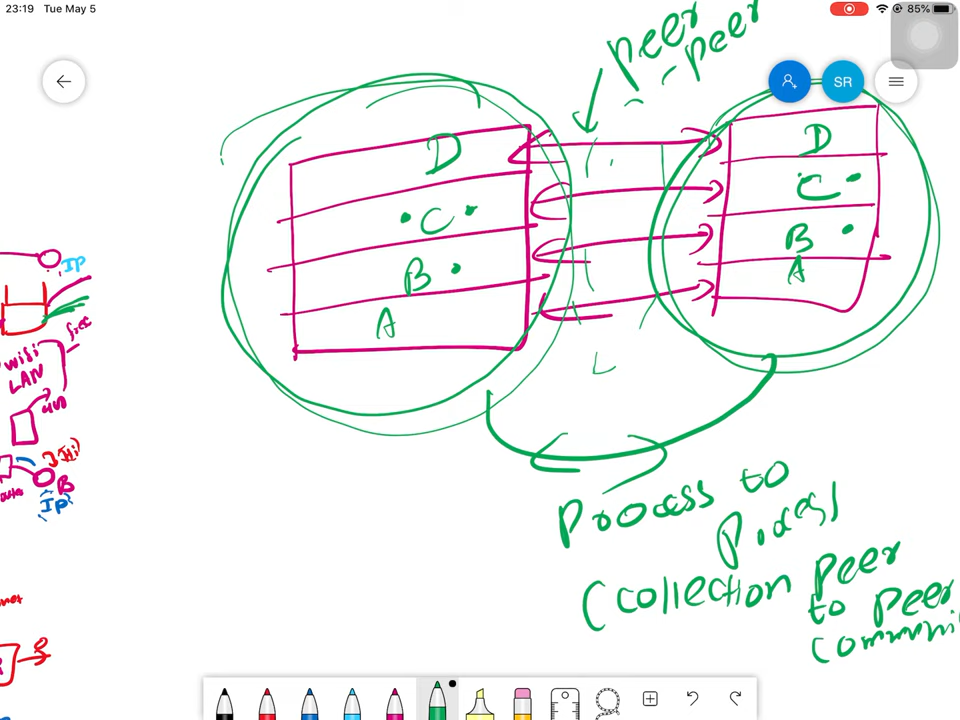 23:19 Tue May 5
85%
SR
peer
-peer
D
C
B
A
D
C
B
A
IP
wifi
LAN
B
IP
L
Process to
Process
(collection peer
to peer
communi